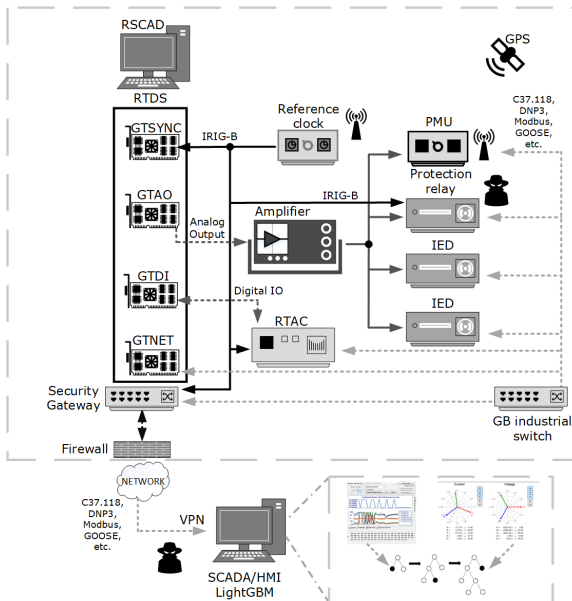 RSCAD
GPS
RTDS
C37.118,
DNP3,
Modbus,
GOOSE,
etc.
Reference
clock
PMU
GTSYNC
IRIG-B
Protection
relay
IRIG-B
GTAO
Amplifier
Analog
Output
IED
GTDI
Digital IO
RTAC
IED
GTNET
Security
Gateway
GB industrial
switch
Firewall
NETWORK
C37.118,
DNP3,
Modbus,
GOOSE,
etc.
VPN
SCADA/HMI
LightGBM
Current
Voltage